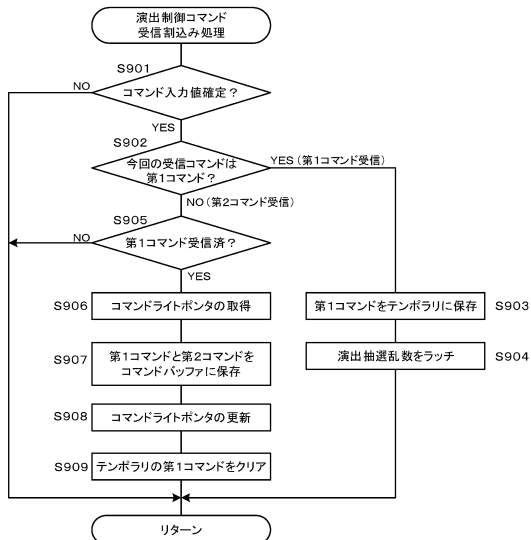 演出制御コマンド
受信割込み処理
S901
NO
コマンド入力値確定？
YES
S902
今回の受信コマンドは
第1コマンド？
YES（第1コマンド受信）
NO（第2コマンド受信）
S905
NO
第1コマンド受信済？
YES
S906
コマンドライトポンタの取得
第1コマンドをテンポラリに保存
S903
S907
第1コマンドと第2コマンドを
コマンドバッファに保存
演出抽選乱数をラッチ
S904
S908
コマンドライトポンタの更新
S909
テンポラリの第1コマンドをクリア
リターン